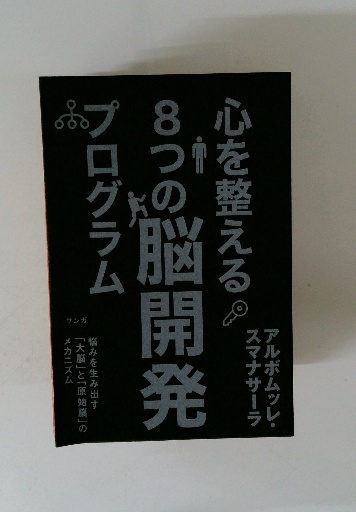 心を整える
8つの脳開発
プログラム
アルボムッレ・
スマナサーラ
悩みを生み出す
「大脳」と「原始脳」の
メカニズム
サンガ